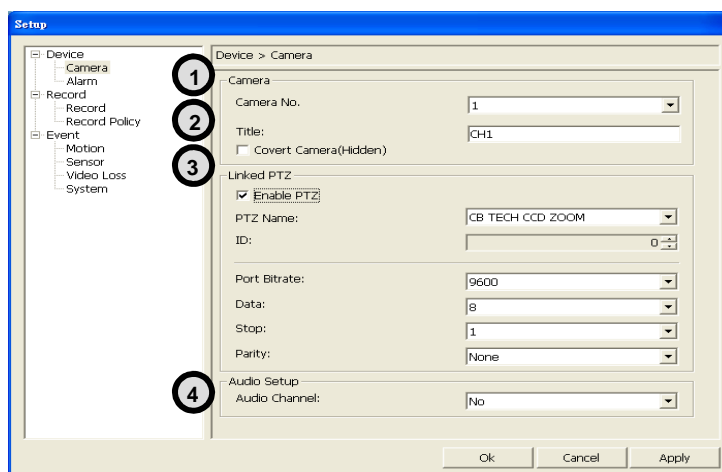 Setup
Device
Camera
Alarm
Record
Record
Record Policy
Event
Motion
Sensor
Video Loss
System
Device > Camera
1
Camera
Camera No.
1
2
Title:
CH1
Covert Camera(Hidden)
3
Linked PTZ
Enable PTZ
PTZ Name:
CB TECH CCD ZOOM
ID:
0
Port Bitrate:
9600
Data:
8
Stop:
1
Parity:
None
4
Audio Setup
Audio Channel:
No
Ok Cancel Apply